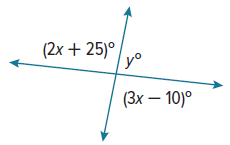 (2x + 25)°
y°
(3x − 10)°